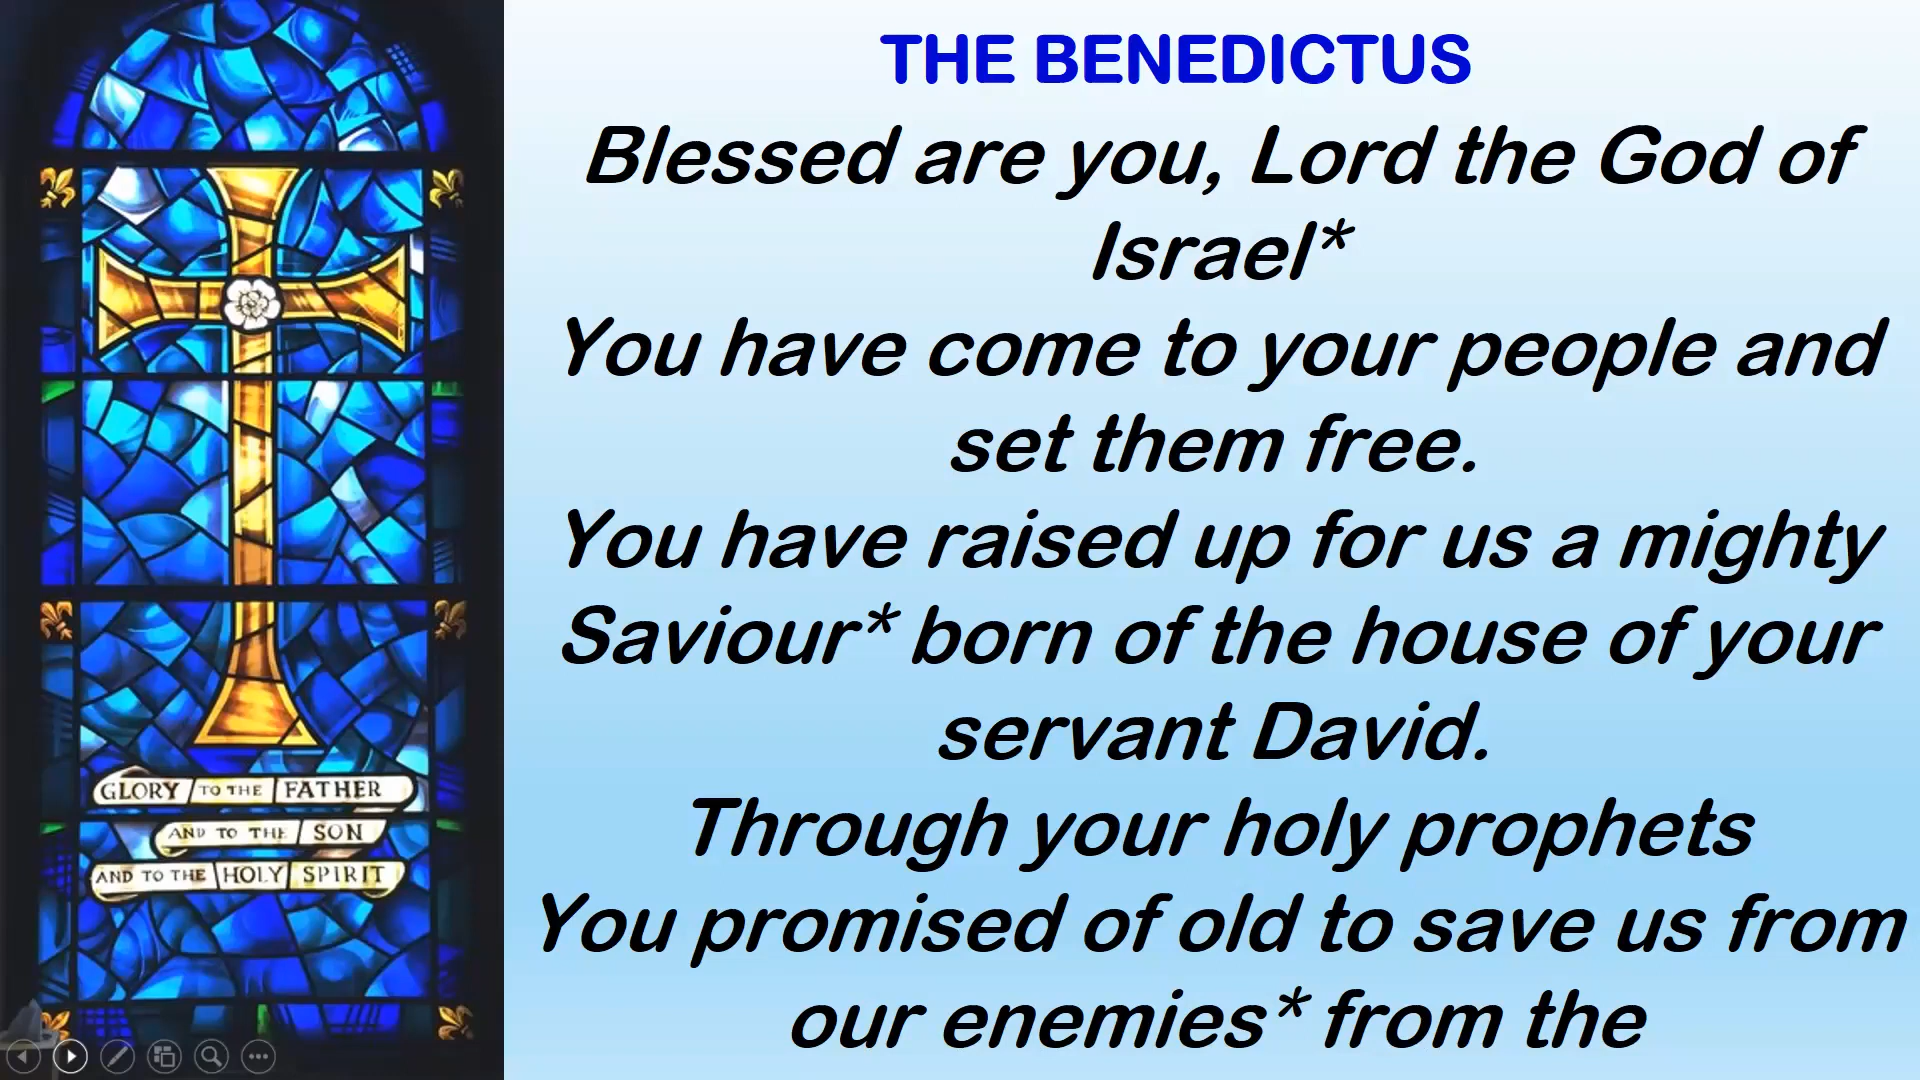 THE BENEDICTUS
Blessed are you, Lord the God of
Israel*
You have come to your people and
set them free.
You have raised up for us a mighty
Saviour* born of the house of your
servant David.
Through your holy prophets
You promised of old to save us from
our enemies* from the
GLORY TO THE FATHER
AND TO THE SON
AND TO THE HOLY SPIRIT